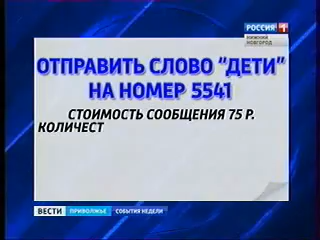 РОССИЯ 1
НИЖНИЙ
НОВГОРОД
ОТПРАВИТЬ СЛОВО "ДЕТИ"
НА НОМЕР 5541
СТОИМОСТЬ СООБЩЕНИЯ 75 Р.
КОЛИЧЕСТ
ВЕСТИ ПРИВОЛЖЬЕ СОБЫТИЯ НЕДЕЛИ